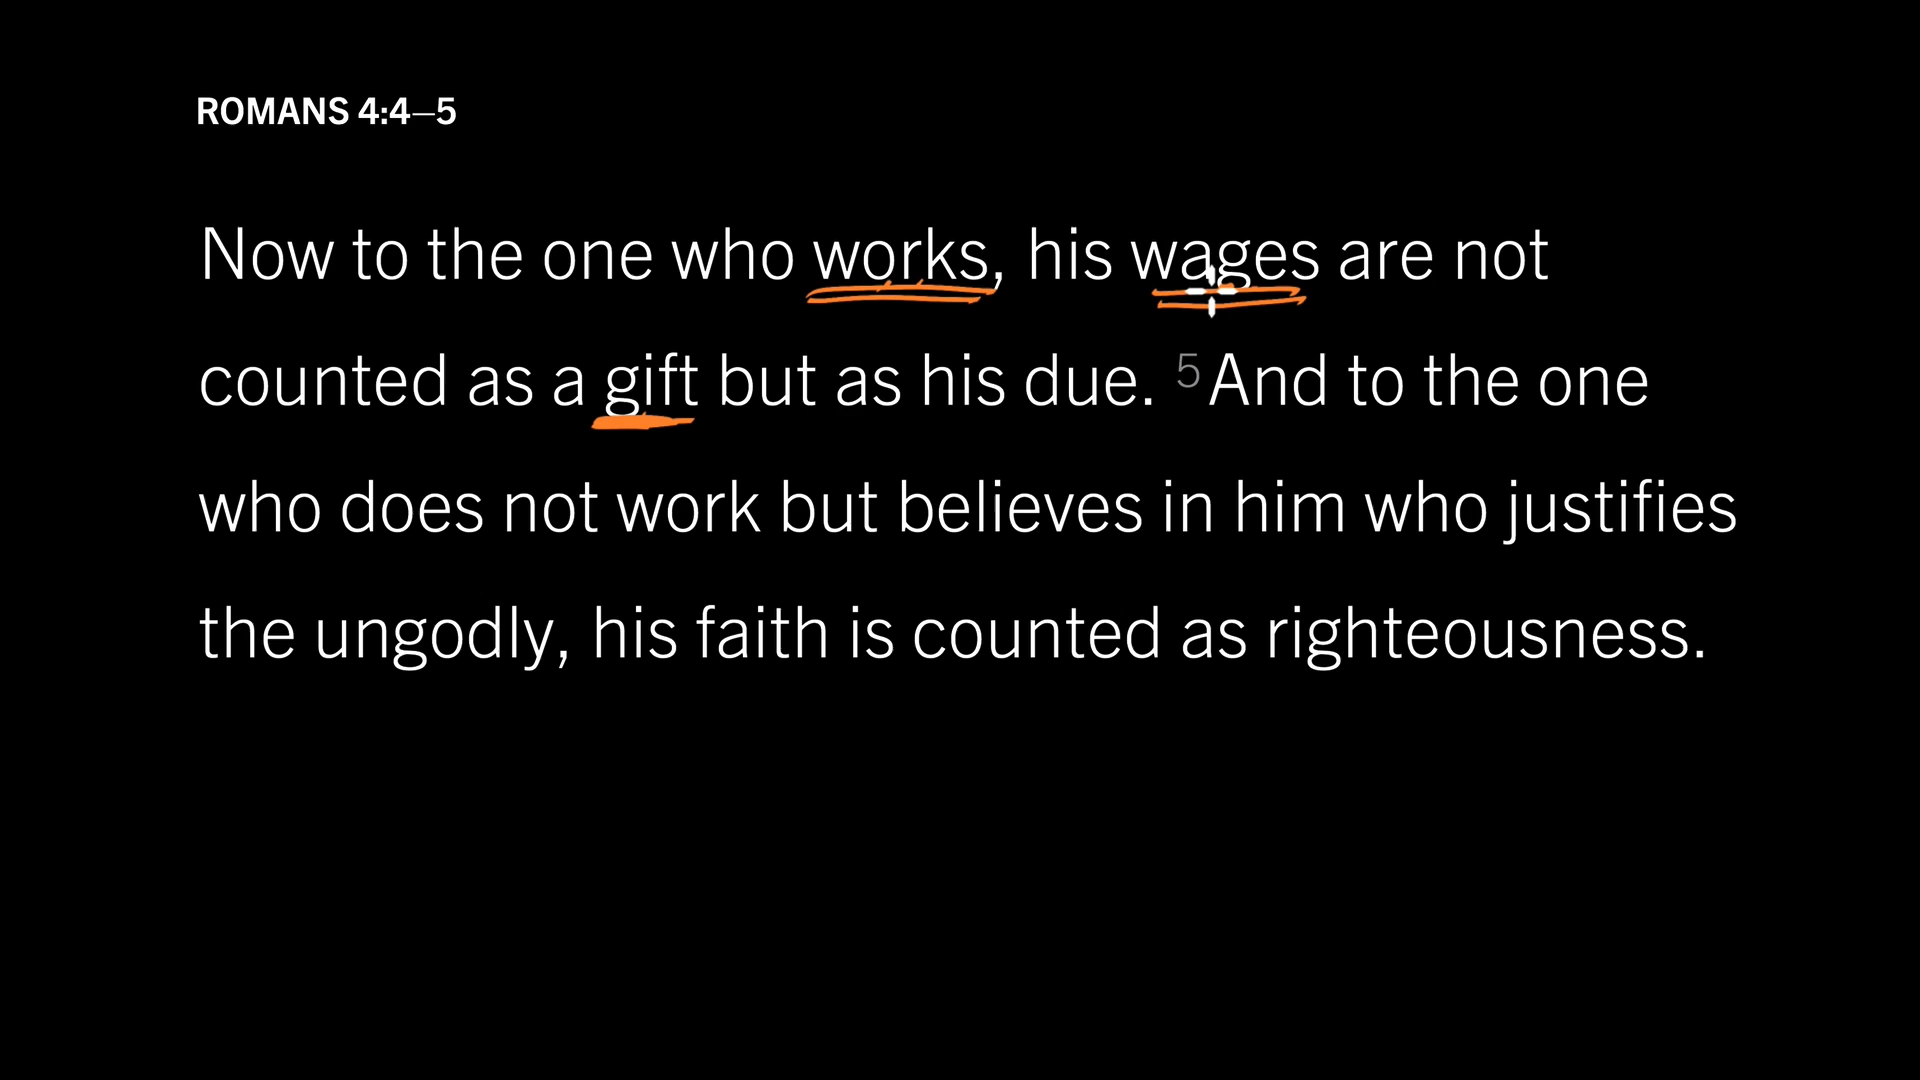 ROMANS 4:4–5
Now to the one who works, his wages are not
counted as a gift but as his due. 5 And to the one
who does not work but believes in him who justifies
the ungodly, his faith is counted as righteousness.